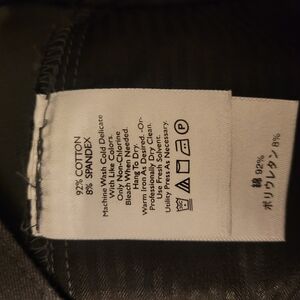 92% COTTON
8% SPANDEX
Machine Wash Cold Delicate
With Like Colors.
Only Non-Chlorine
Bleach When Needed.
Hang To Dry.
Warm Iron As Desired. -Or-
Professionally Dry Clean.
Use Fresh Solvent.
Utility Press As Necessary.
綿 92%
ポリウレタン 8%